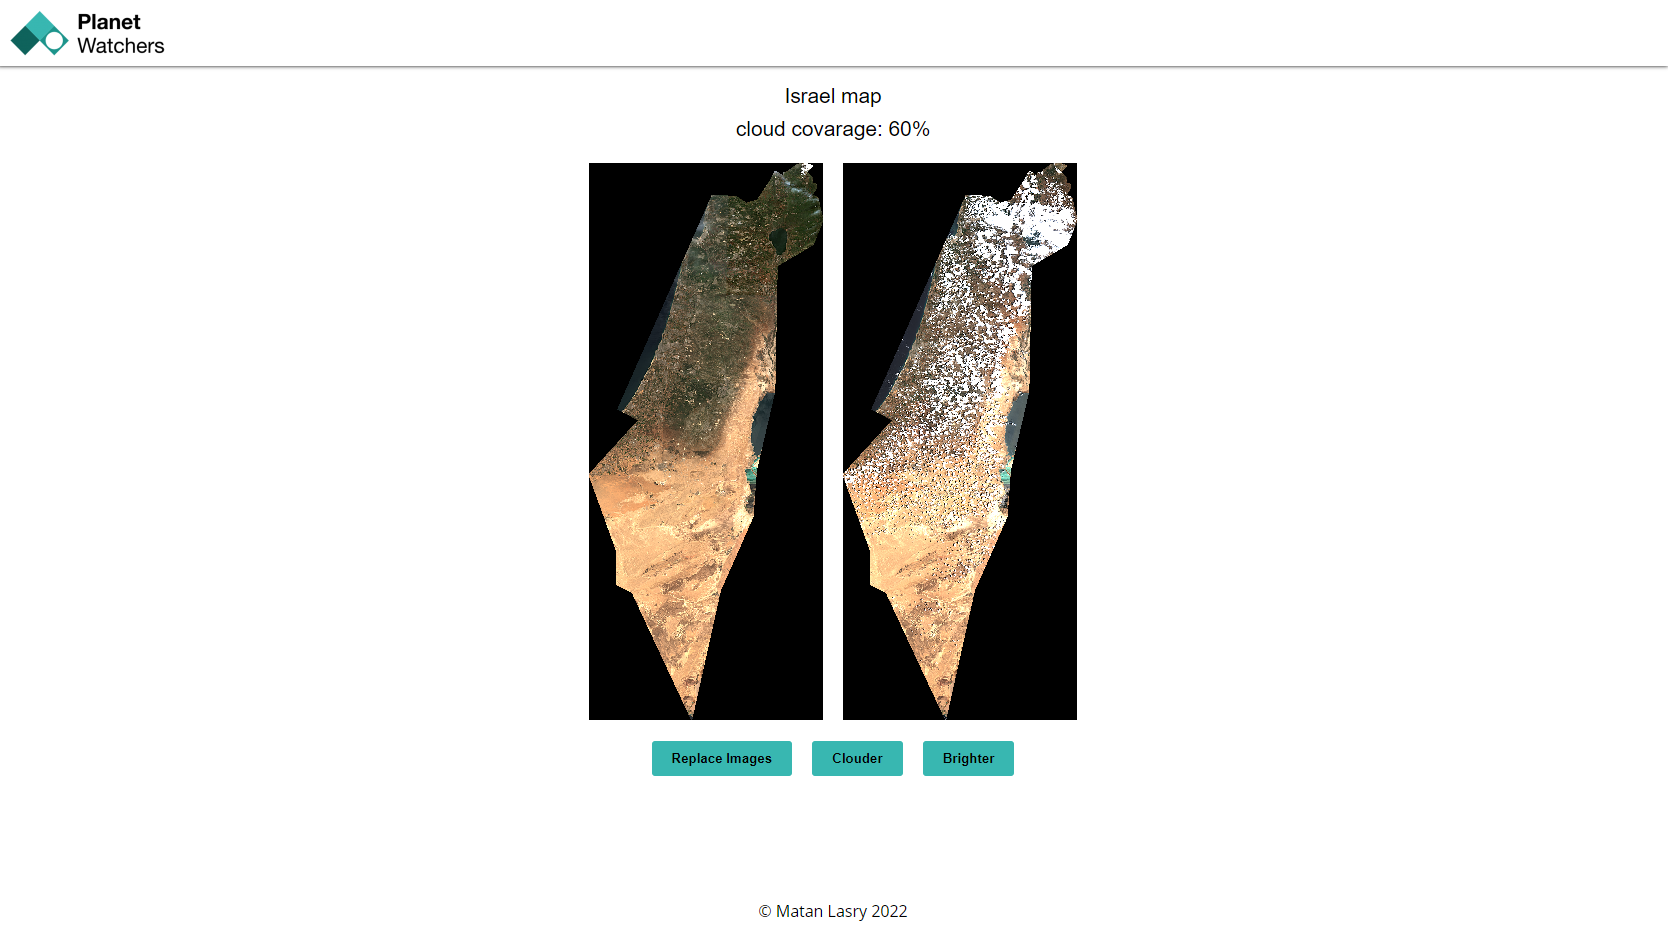 Planet
Watchers
Israel map
cloud covarage: 60%
Replace Images
Clouder
Brighter
© Matan Lasry 2022